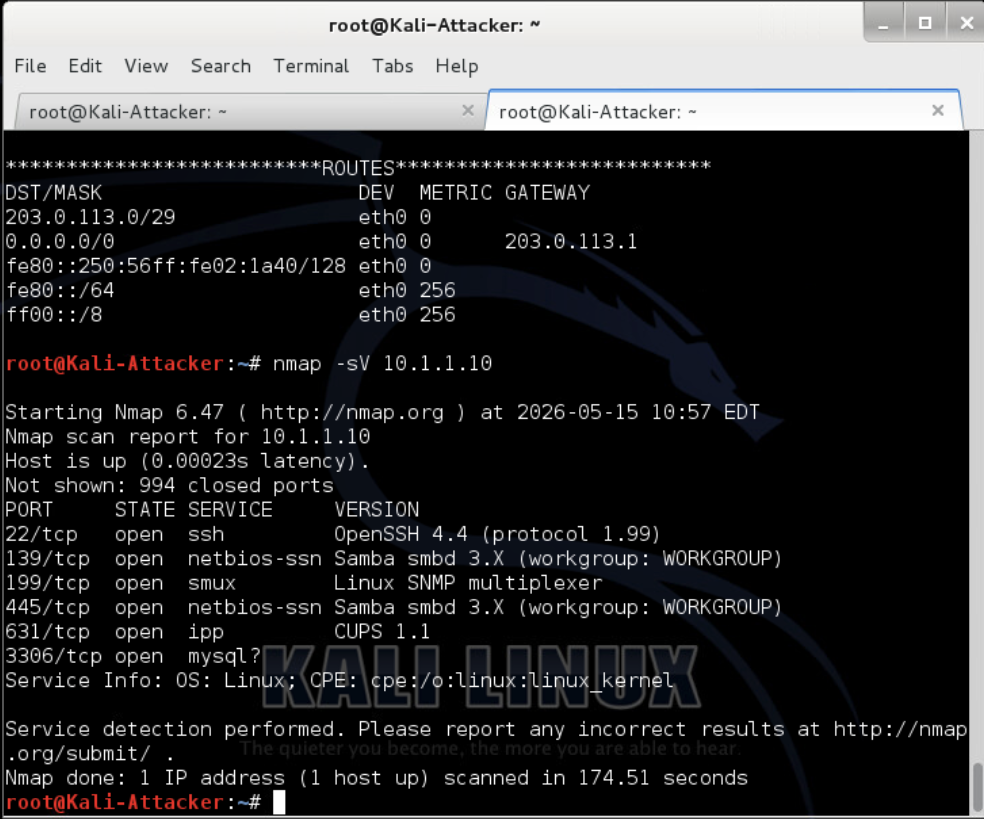 root@Kali-Attacker: ~
File Edit View Search Terminal Tabs Help
root@Kali-Attacker: ~
root@Kali-Attacker: ~
**************************ROUTES**************************
DST/MASK                     DEV  METRIC GATEWAY
203.0.113.0/29               eth0 0
0.0.0.0/0                    eth0 0      203.0.113.1
fe80::250:56ff:fe02:1a40/128 eth0 0
fe80::/64                    eth0 256
ff00::/8                     eth0 256
root@Kali-Attacker:~# nmap -sV 10.1.1.10
Starting Nmap 6.47 ( http://nmap.org ) at 2026-05-15 10:57 EDT
Nmap scan report for 10.1.1.10
Host is up (0.00023s latency).
Not shown: 994 closed ports
PORT     STATE SERVICE     VERSION
22/tcp   open  ssh         OpenSSH 4.4 (protocol 1.99)
139/tcp  open  netbios-ssn Samba smbd 3.X (workgroup: WORKGROUP)
199/tcp  open  smux        Linux SNMP multiplexer
445/tcp  open  netbios-ssn Samba smbd 3.X (workgroup: WORKGROUP)
631/tcp  open  ipp         CUPS 1.1
3306/tcp open  mysql?
KALI LINUX
Service Info: OS: Linux; CPE: cpe:/o:linux:linux_kernel
Service detection performed. Please report any incorrect results at http://nmap
.org/submit/ .
The quieter you become, the more you are able to hear.
Nmap done: 1 IP address (1 host up) scanned in 174.51 seconds
root@Kali-Attacker:~#